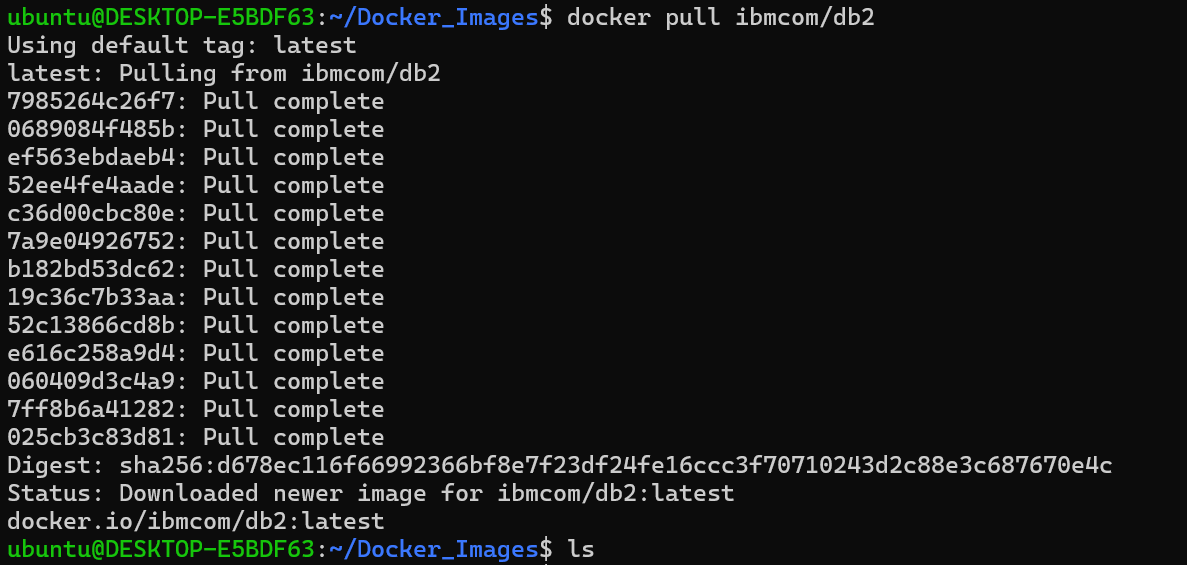 ubuntu@DESKTOP-E5BDF63:~/Docker_Images$ docker pull ibmcom/db2
Using default tag: latest
latest: Pulling from ibmcom/db2
7985264c26f7: Pull complete
0689084f485b: Pull complete
ef563ebdaeb4: Pull complete
52ee4fe4aade: Pull complete
c36d00cbc80e: Pull complete
7a9e04926752: Pull complete
b182bd53dc62: Pull complete
19c36c7b33aa: Pull complete
52c13866cd8b: Pull complete
e616c258a9d4: Pull complete
060409d3c4a9: Pull complete
7ff8b6a41282: Pull complete
025cb3c83d81: Pull complete
Digest: sha256:d678ec116f66992366bf8e7f23df24fe16ccc3f70710243d2c88e3c687670e4c
Status: Downloaded newer image for ibmcom/db2:latest
docker.io/ibmcom/db2:latest
ubuntu@DESKTOP-E5BDF63:~/Docker_Images$ ls